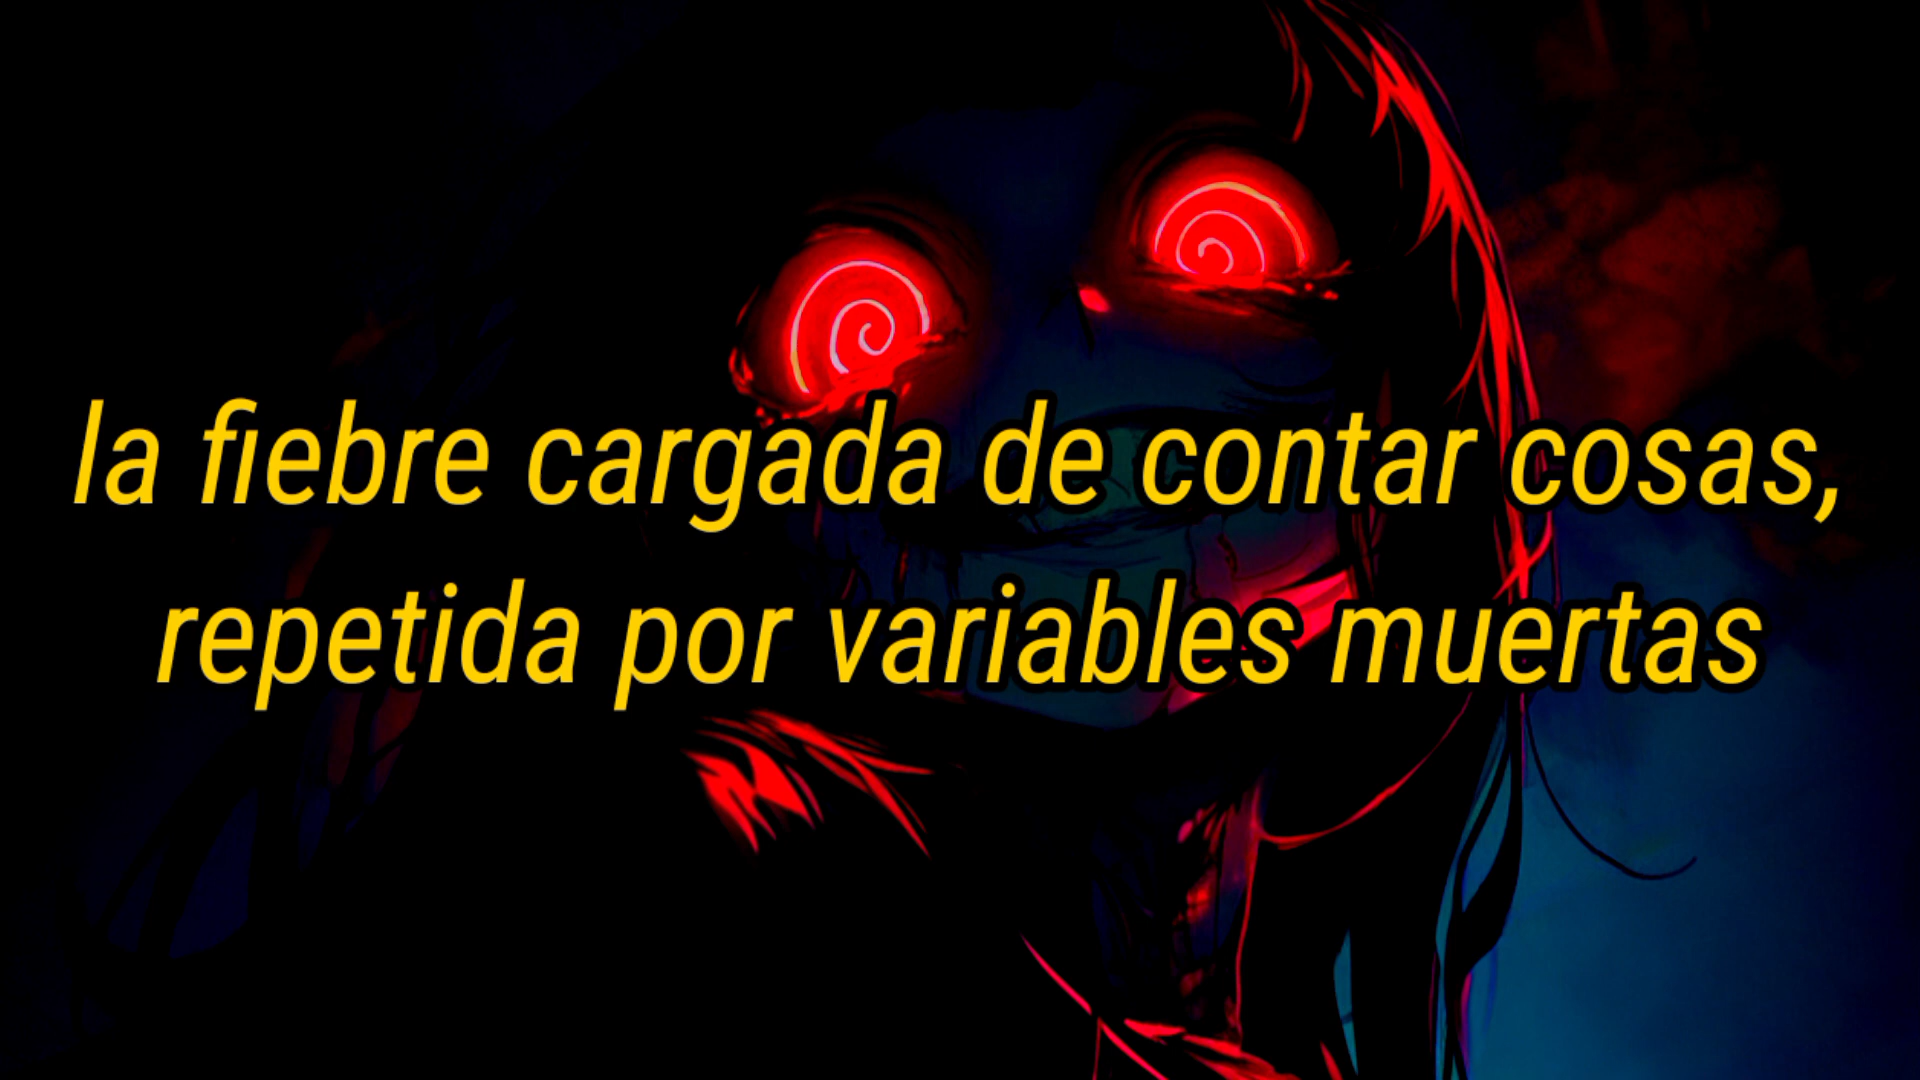 la fiebre cargada de contar cosas,
repetida por variables muertas